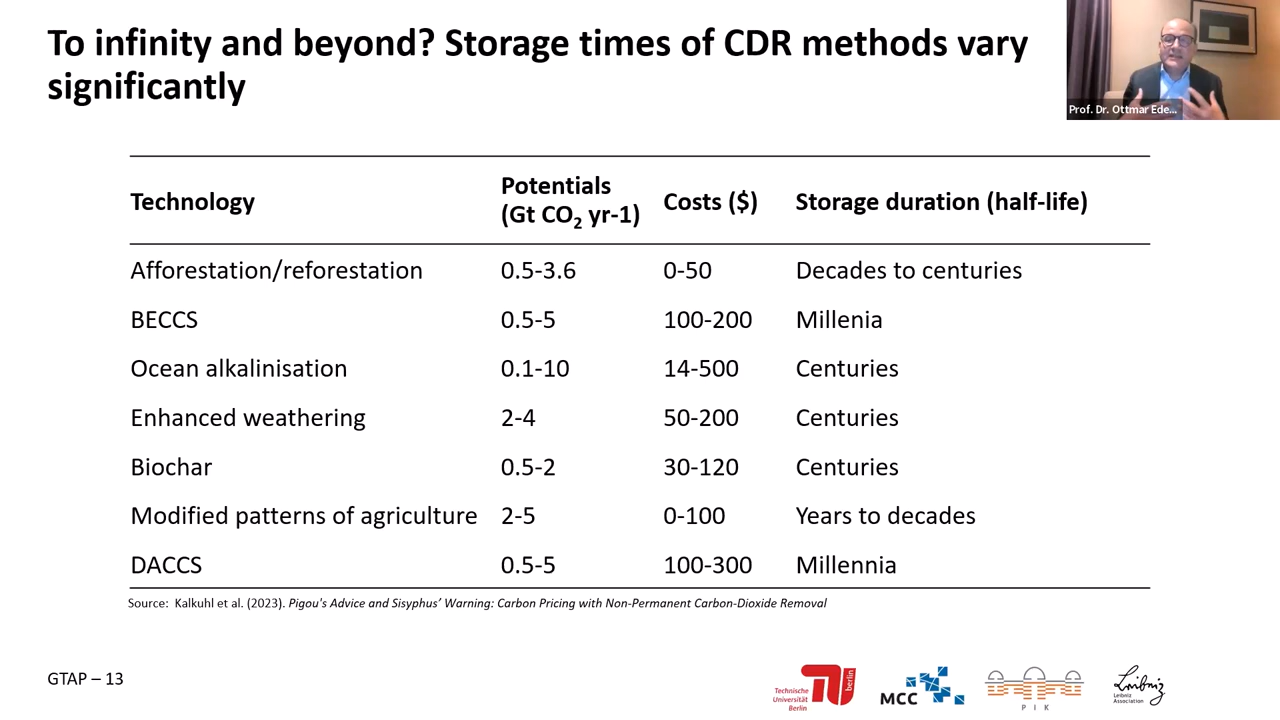 To infinity and beyond? Storage times of CDR methods vary
significantly
Prof. Dr. Ottmar Ede...
Technology Potentials (Gt CO2 yr-1) Costs ($) Storage duration (half-life)
Afforestation/reforestation 0.5-3.6 0-50 Decades to centuries
BECCS 0.5-5 100-200 Millenia
Ocean alkalinisation 0.1-10 14-500 Centuries
Enhanced weathering 2-4 50-200 Centuries
Biochar 0.5-2 30-120 Centuries
Modified patterns of agriculture 2-5 0-100 Years to decades
DACCS 0.5-5 100-300 Millennia
Source: Kalkuhl et al. (2023). Pigou's Advice and Sisyphus' Warning: Carbon Pricing with Non-Permanent Carbon-Dioxide Removal
GTAP – 13
Technische
Universität
Berlin
berlin
MCC
P I K
Leibniz
Leibniz
Association